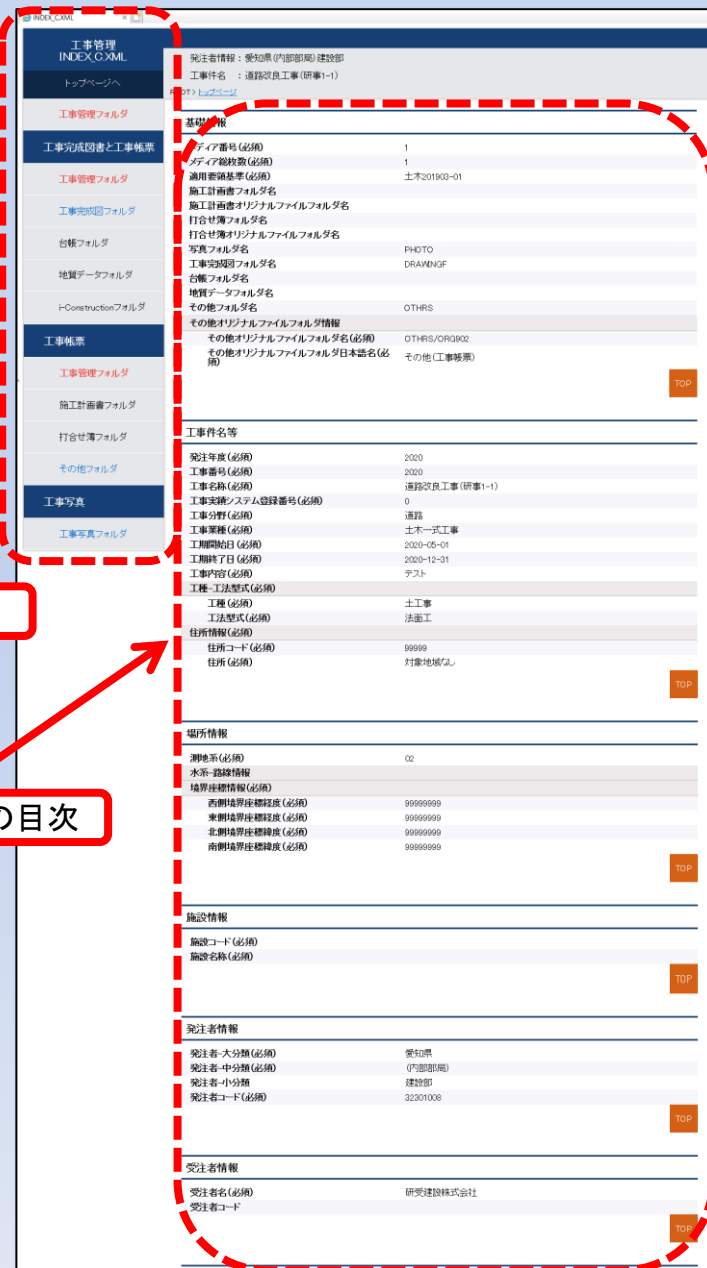 INDEX_C.XML
工事管理
INDEX_C.XML
トップページへ
工事管理フォルダ
工事完成図書と工事帳票
工事管理フォルダ
工事完成図フォルダ
台帳フォルダ
地質データフォルダ
i-Constructionフォルダ
工事帳票
工事管理フォルダ
施工計画書フォルダ
打合せ簿フォルダ
その他フォルダ
工事写真
工事写真フォルダ
の目次
発注者情報：愛知県(内部部局)建設部
工事件名　：道路改良工事(研事1-1)
> トップページ
基礎情報
メディア番号(必須) 1
メディア総枚数(必須) 1
適用要領基準(必須) 土木201903-01
施工計画書フォルダ名
施工計画書オリジナルファイルフォルダ名
打合せ簿フォルダ名
打合せ簿オリジナルファイルフォルダ名
写真フォルダ名 PHOTO
工事完成図フォルダ名 DRAWINGF
台帳フォルダ名
地質データフォルダ名
その他フォルダ名 OTHRS
その他オリジナルファイルフォルダ情報
その他オリジナルファイルフォルダ名(必須) OTHRS/ORG902
その他オリジナルファイルフォルダ日本語名(必
須) その他(工事帳票)
TOP
工事件名等
発注年度(必須) 2020
工事番号(必須) 2020
工事名称(必須) 道路改良工事(研事1-1)
工事実績システム登録番号(必須) 0
工事分野(必須) 道路
工事業種(必須) 土木一式工事
工期開始日(必須) 2020-05-01
工期終了日(必須) 2020-12-31
工事内容(必須) テスト
工種-工法型式(必須)
工種(必須) 土工事
工法型式(必須) 法面工
住所情報(必須)
住所コード(必須) 99999
住所(必須) 対象地域なし
TOP
場所情報
測地系(必須) 02
水系-路線情報
境界座標情報(必須)
西側境界座標経度(必須) 99999999
東側境界座標経度(必須) 99999999
北側境界座標緯度(必須) 99999999
南側境界座標緯度(必須) 99999999
TOP
施設情報
施設コード(必須)
施設名称(必須)
TOP
発注者情報
発注者-大分類(必須) 愛知県
発注者-中分類(必須) (内部部局)
発注者-小分類 建設部
発注者コード(必須) 32301008
TOP
受注者情報
受注者名(必須) 研受建設株式会社
受注者コード
TOP